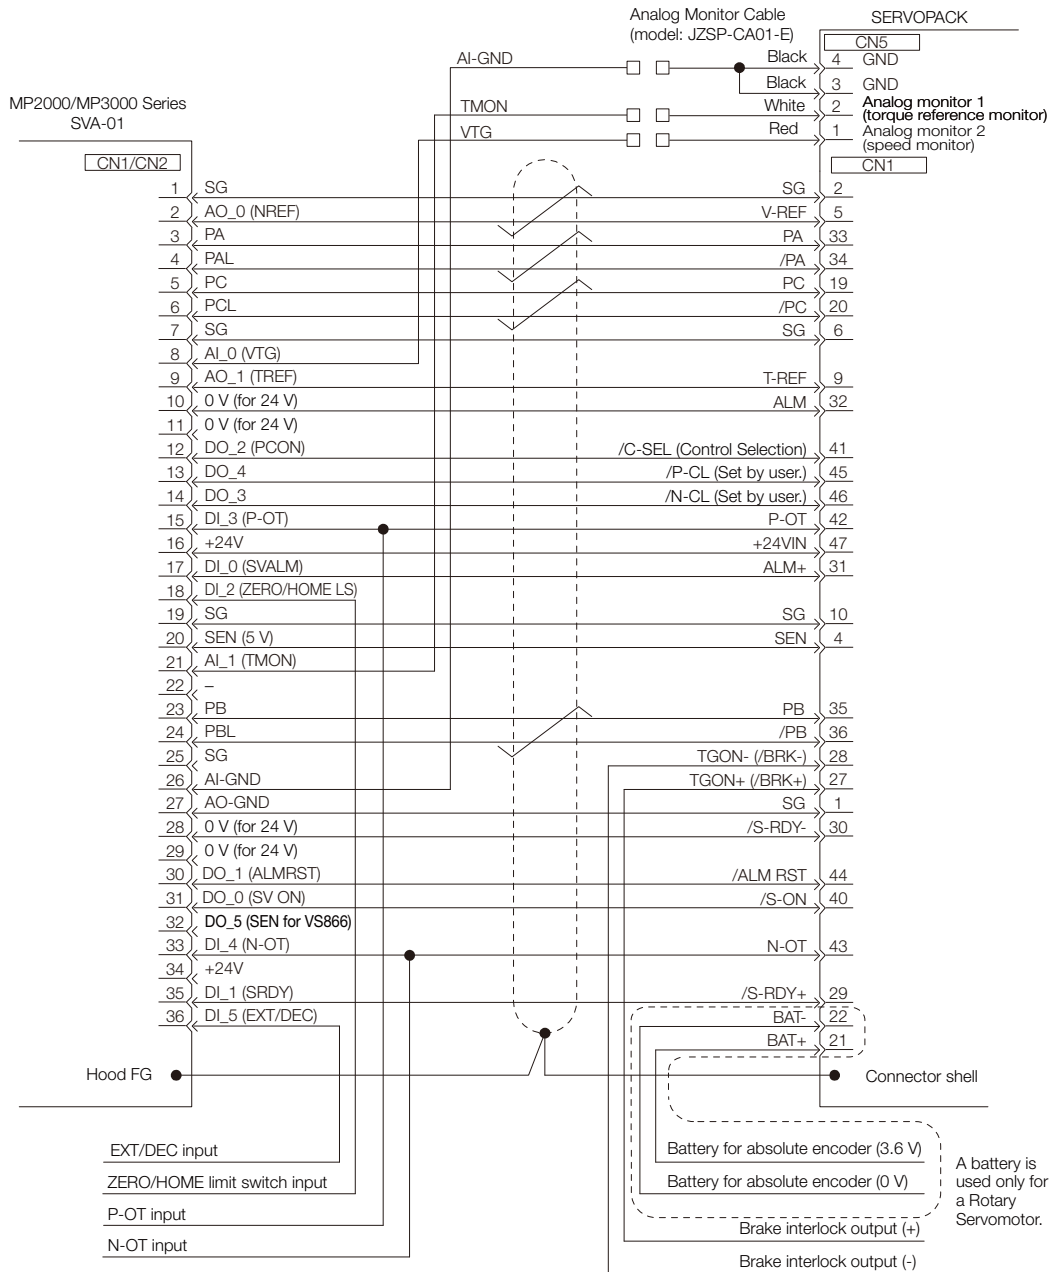 Analog Monitor Cable
(model: JZSP-CA01-E)
SERVOPACK
CN5
AI-GND
Black
4
GND
Black
3
GND
MP2000/MP3000 Series
SVA-01
TMON
White
2
Analog monitor 1
(torque reference monitor)
VTG
Red
1
Analog monitor 2
(speed monitor)
CN1/CN2
CN1
1 SG SG 2
2 AO_0 (NREF) V-REF 5
3 PA PA 33
4 PAL /PA 34
5 PC PC 19
6 PCL /PC 20
7 SG SG 6
8 AI_0 (VTG)
9 AO_1 (TREF) T-REF 9
10 0 V (for 24 V) ALM 32
11 0 V (for 24 V)
12 DO_2 (PCON) /C-SEL (Control Selection) 41
13 DO_4 /P-CL (Set by user.) 45
14 DO_3 /N-CL (Set by user.) 46
15 DI_3 (P-OT) P-OT 42
16 +24V +24VIN 47
17 DI_0 (SVALM) ALM+ 31
18 DI_2 (ZERO/HOME LS)
19 SG SG 10
20 SEN (5 V) SEN 4
21 AI_1 (TMON)
22 –
23 PB PB 35
24 PBL /PB 36
25 SG TGON- (/BRK-) 28
26 AI-GND TGON+ (/BRK+) 27
27 AO-GND SG 1
28 0 V (for 24 V) /S-RDY- 30
29 0 V (for 24 V)
30 DO_1 (ALMRST) /ALM RST 44
31 DO_0 (SV ON) /S-ON 40
32 DO_5 (SEN for VS866)
33 DI_4 (N-OT) N-OT 43
34 +24V
35 DI_1 (SRDY) /S-RDY+ 29
36 DI_5 (EXT/DEC) BAT- 22
BAT+ 21
Hood FG
Connector shell
EXT/DEC input
Battery for absolute encoder (3.6 V)
ZERO/HOME limit switch input
Battery for absolute encoder (0 V)
A battery is
used only for
a Rotary
Servomotor.
P-OT input
Brake interlock output (+)
N-OT input
Brake interlock output (-)